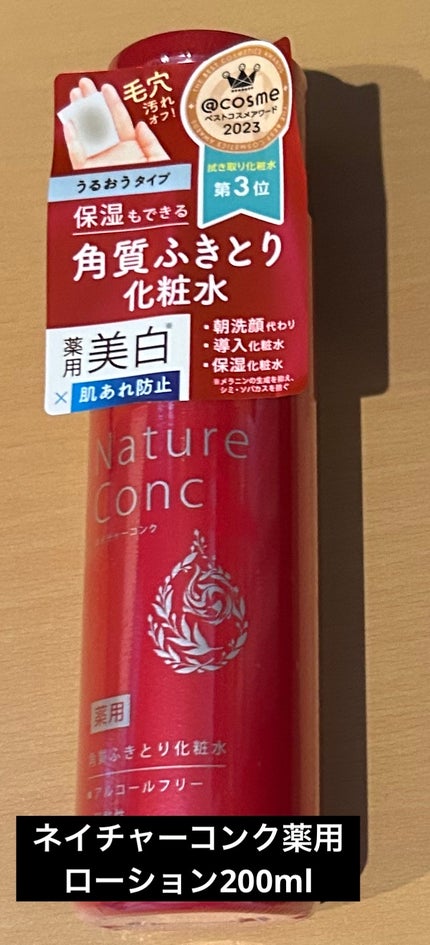 毛穴
汚れ
オフ!
THE BEST COSMETICS AWARDS
@cosme
ベストコスメアワード
2023
拭き取り化粧水
第3位
うるおうタイプ
保湿もできる
角質ふきとり
化粧水
薬用
美白※
×肌あれ防止
・朝洗顔代わり
・導入化粧水
・保湿化粧水
※メラニンの生成を抑え、
シミ・ソバカスを防ぐ
Nature
Conc
ネイチャーコンク
薬用
角質ふきとり化粧水
アルコールフリー
ネイチャーコンク薬用
ローション200ml